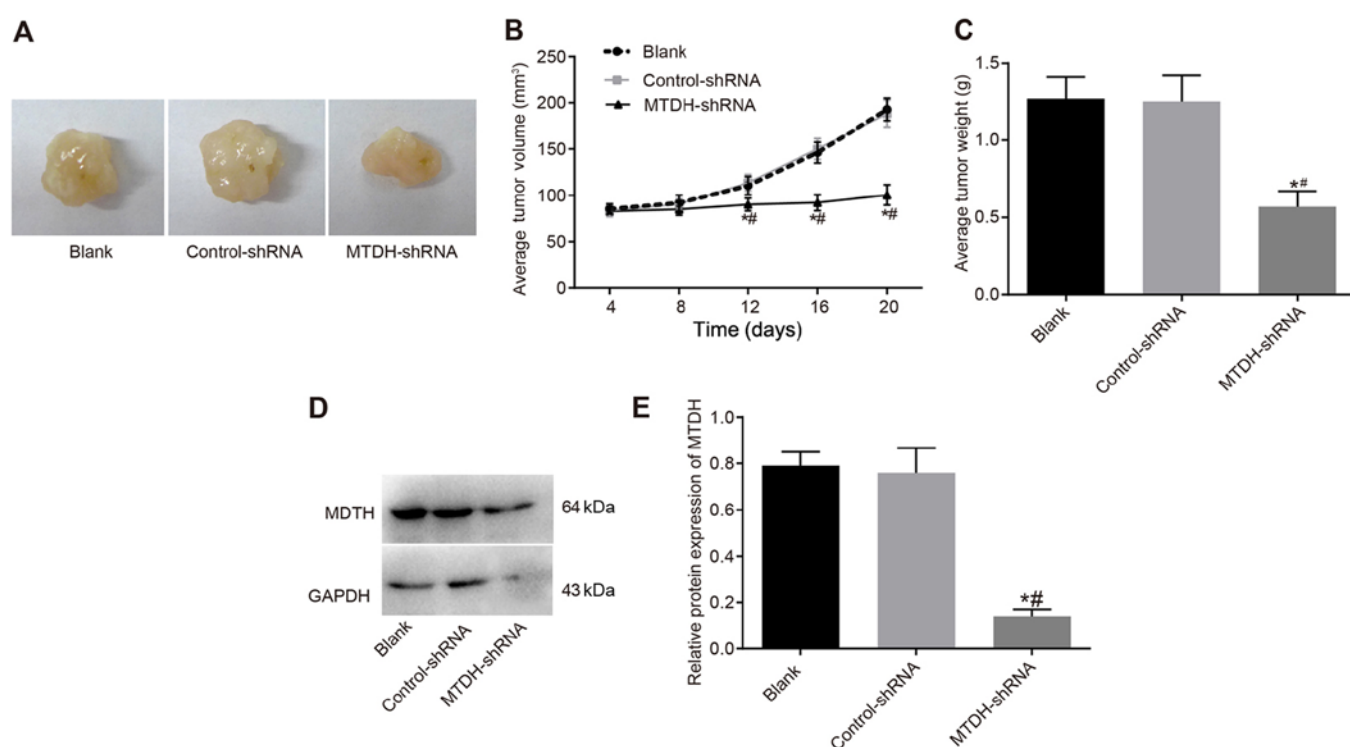 A
Blank
Control-shRNA
MTDH-shRNA
B
Blank
Control-shRNA
MTDH-shRNA
Average tumor volume (mm³)
250
200
150
100
50
0
*#
*#
*#
4
8
12
16
20
Time (days)
C
Average tumor weight (g)
1.5
1.0
0.5
0.0
*#
Blank
Control-shRNA
MTDH-shRNA
D
MDTH
64 kDa
GAPDH
43 kDa
Blank
Control-shRNA
MTDH-shRNA
E
Relative protein expression of MTDH
1.0
0.8
0.6
0.4
0.2
0.0
*#
Blank
Control-shRNA
MTDH-shRNA